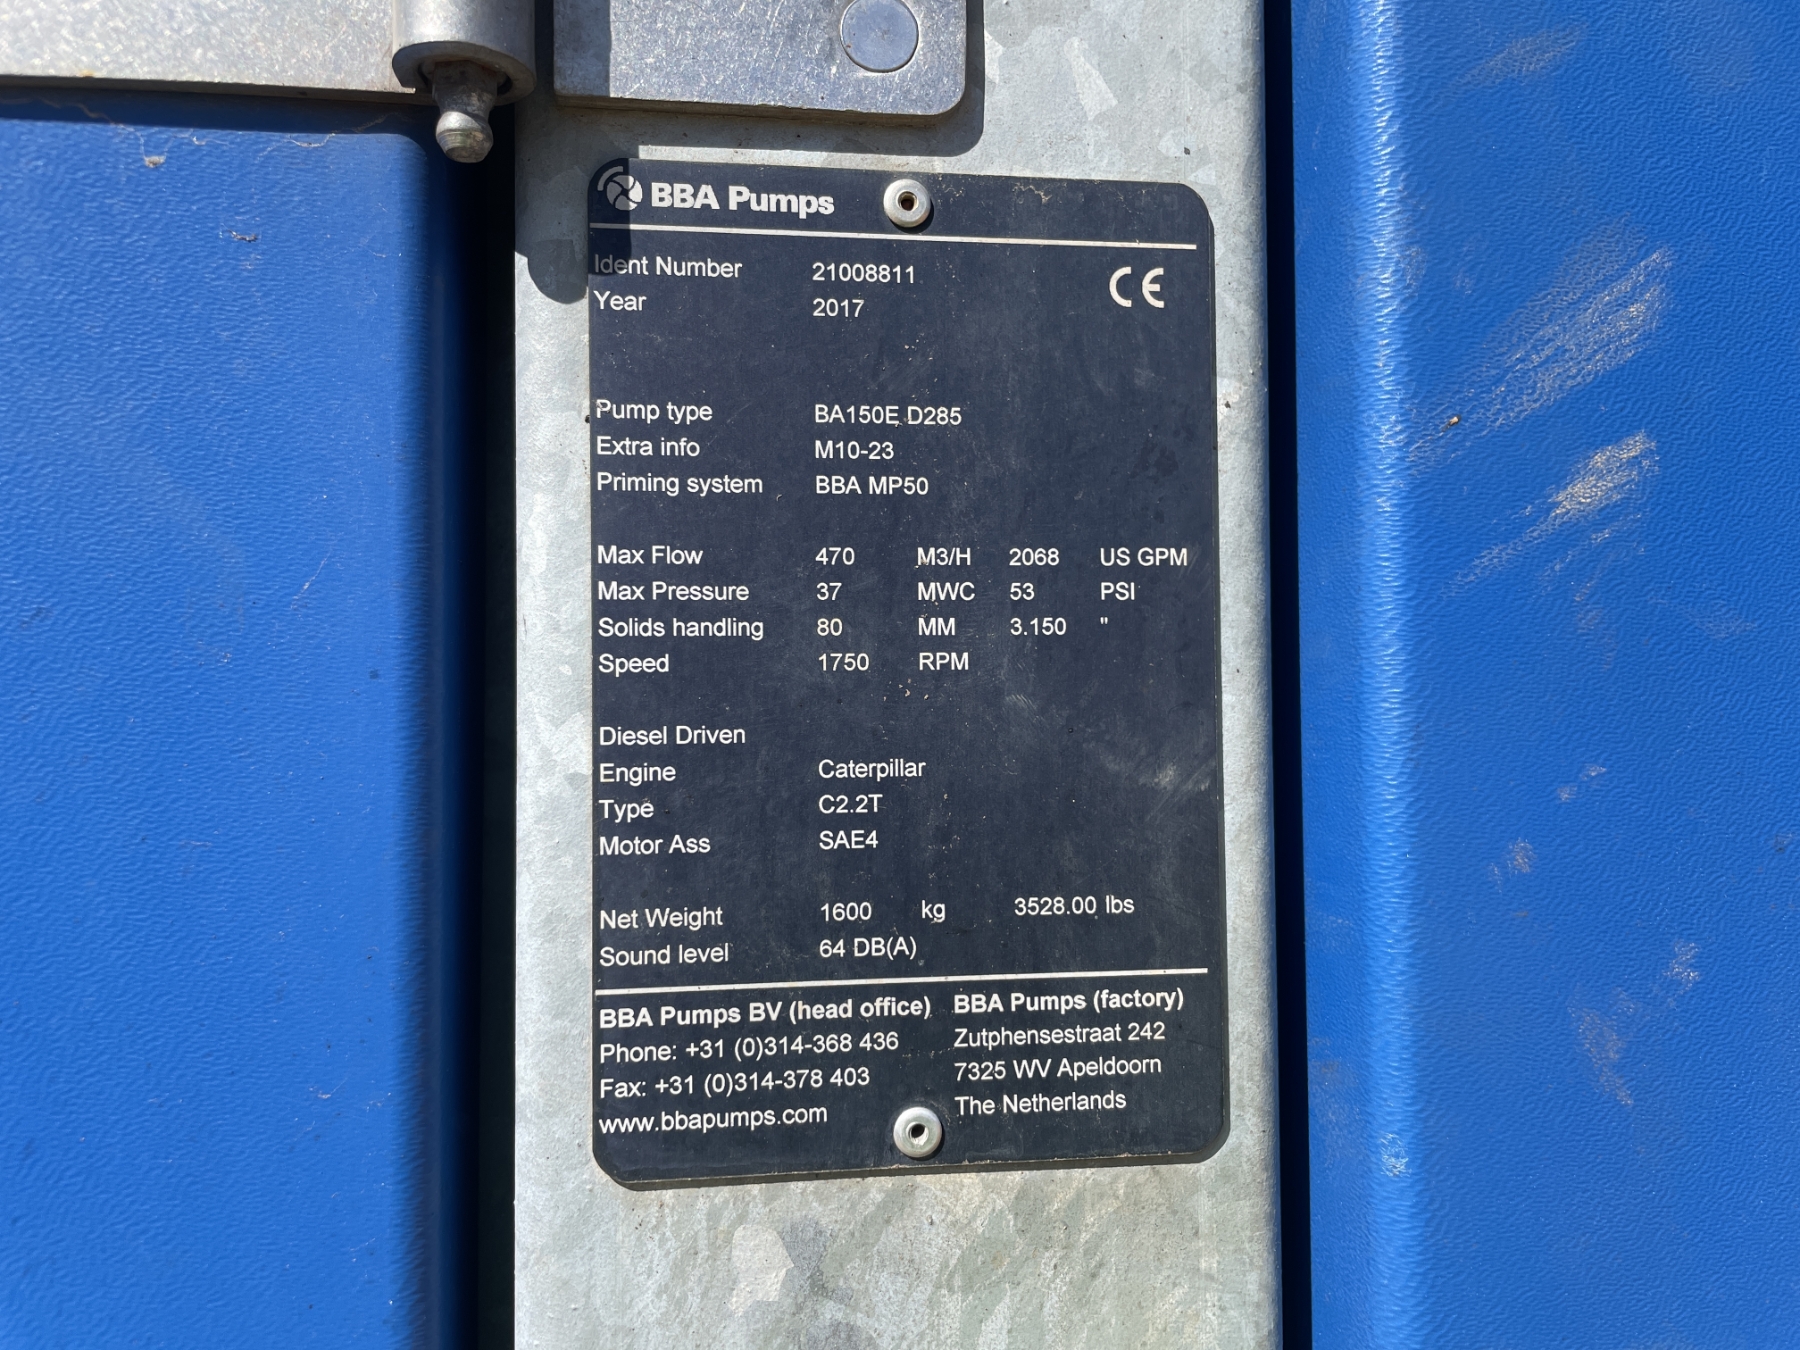 BBA Pumps
Ident Number 21008811 CE
Year 2017
Pump type BA150E D285
Extra info M10-23
Priming system BBA MP50
Max Flow 470 M3/H 2068 US GPM
Max Pressure 37 MWC 53 PSI
Solids handling 80 MM 3.150 "
Speed 1750 RPM
Diesel Driven
Engine Caterpillar
Type C2.2T
Motor Ass SAE4
Net Weight 1600 kg 3528.00 lbs
Sound level 64 DB(A)
BBA Pumps BV (head office)
Phone: +31 (0)314-368 436
Fax: +31 (0)314-378 403
www.bbapumps.com
BBA Pumps (factory)
Zutphensestraat 242
7325 WV Apeldoorn
The Netherlands